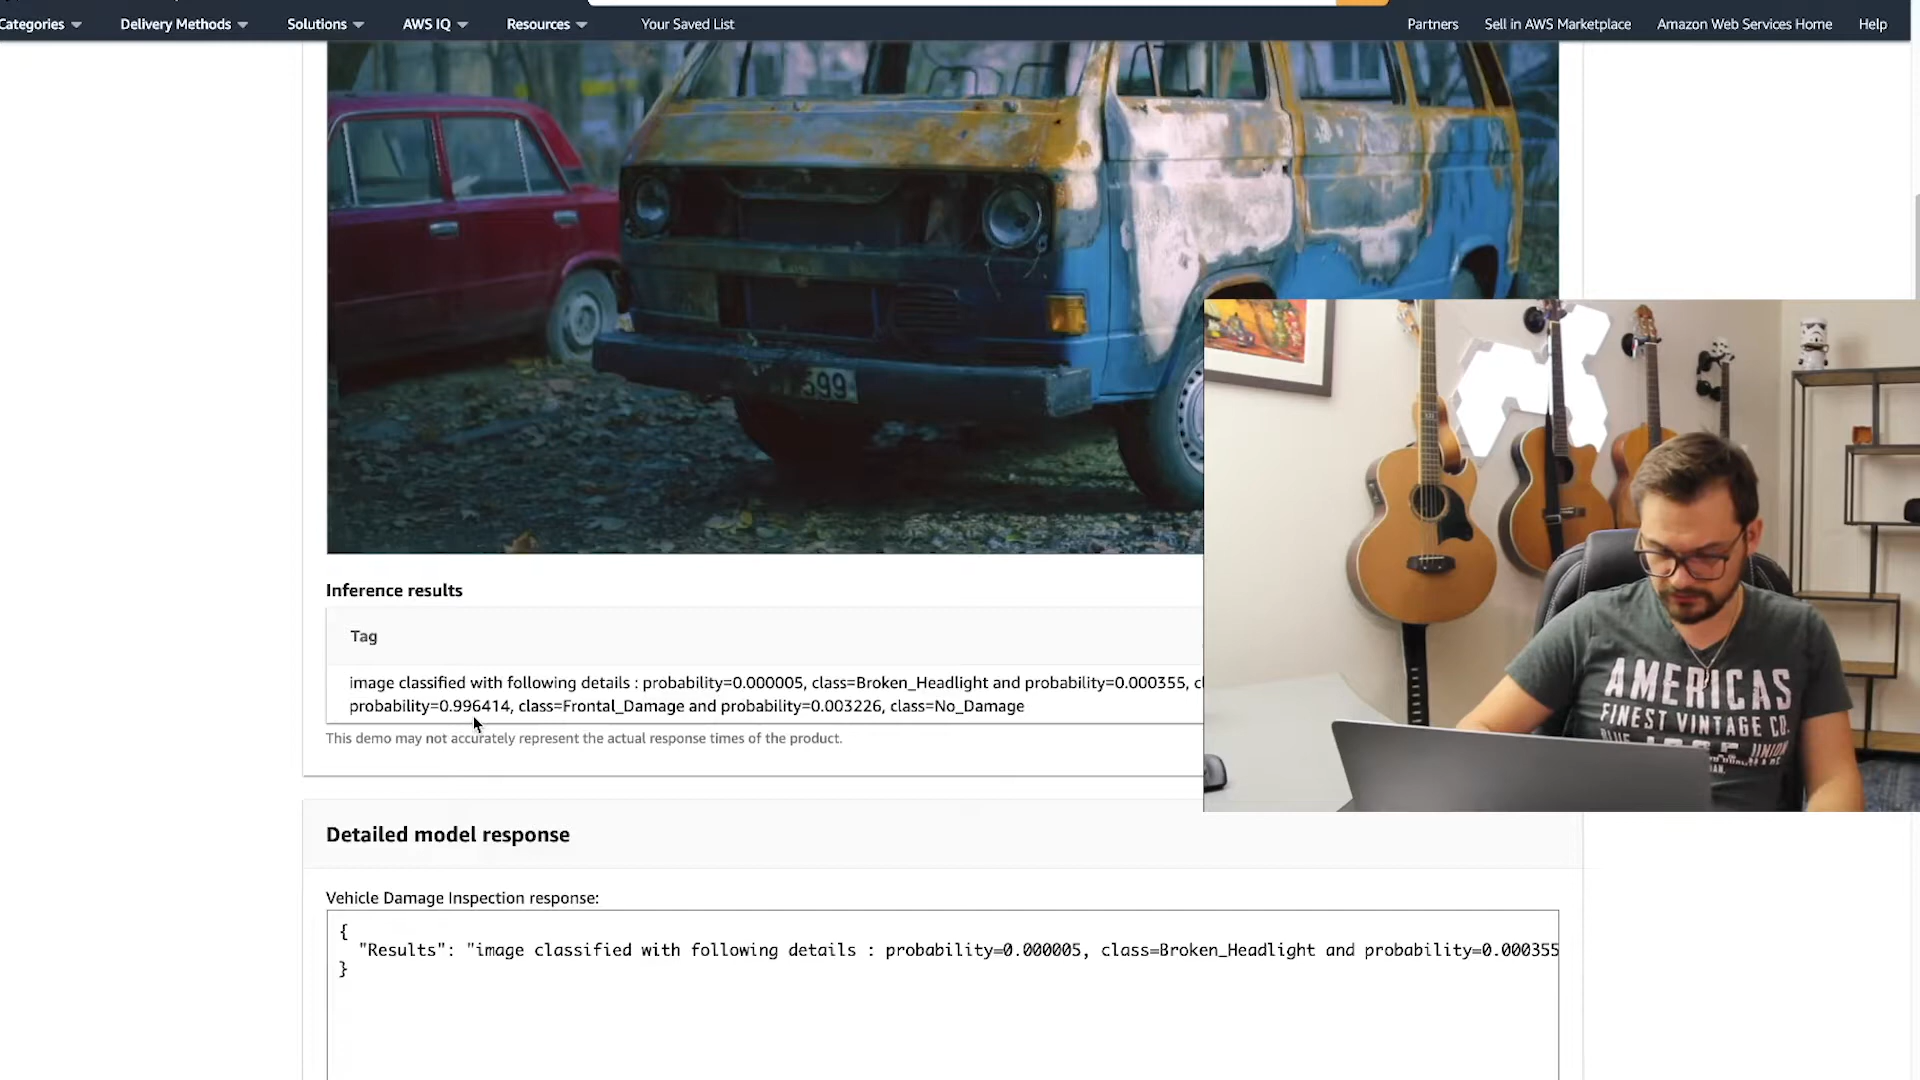 Categories Delivery Methods Solutions AWS IQ Resources Your Saved List Partners Sell in AWS Marketplace Amazon Web Services Home Help
599
Inference results
Tag
image classified with following details : probability=0.000005, class=Broken_Headlight and probability=0.000355, cl
probability=0.996414, class=Frontal_Damage and probability=0.003226, class=No_Damage
This demo may not accurately represent the actual response times of the product.
AMERICAS
FINEST VINTAGE CO.
UNION
Detailed model response
Vehicle Damage Inspection response:
{
"Results": "image classified with following details : probability=0.000005, class=Broken_Headlight and probability=0.000355
}